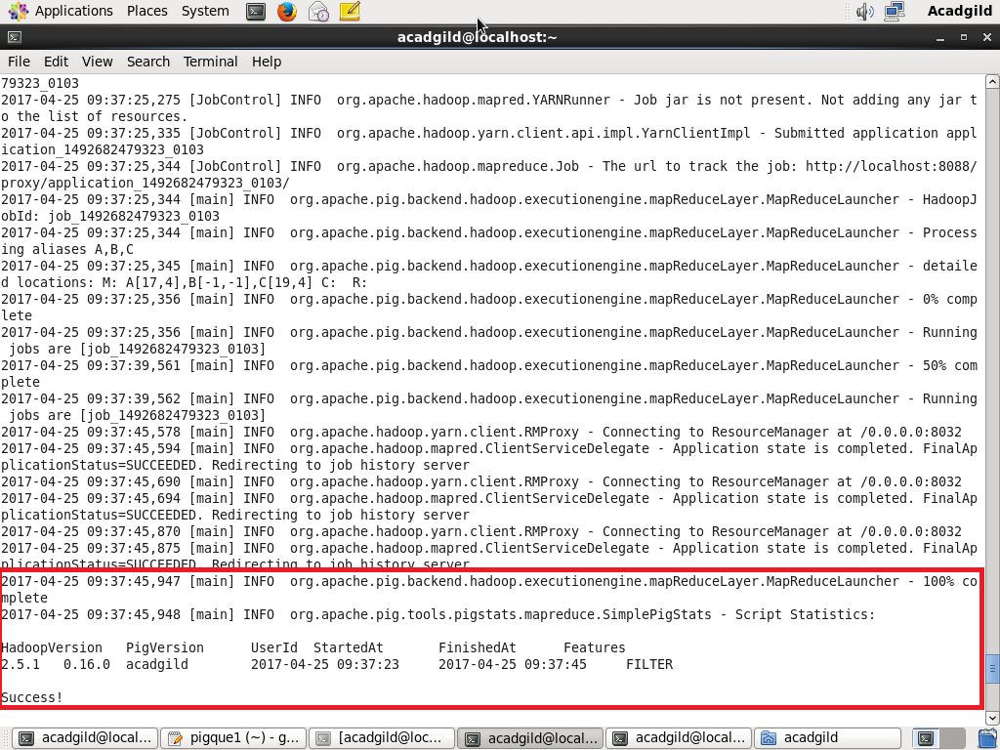 Applications Places System Acadgild
acadgild@localhost:~
File Edit View Search Terminal Help
79323_0103
2017-04-25 09:37:25,275 [JobControl] INFO  org.apache.hadoop.mapred.YARNRunner - Job jar is not present. Not adding any jar t
o the list of resources.
2017-04-25 09:37:25,335 [JobControl] INFO  org.apache.hadoop.yarn.client.api.impl.YarnClientImpl - Submitted application appl
ication_1492682479323_0103
2017-04-25 09:37:25,344 [JobControl] INFO  org.apache.hadoop.mapreduce.Job - The url to track the job: http://localhost:8088/
proxy/application_1492682479323_0103/
2017-04-25 09:37:25,344 [main] INFO  org.apache.pig.backend.hadoop.executionengine.mapReduceLayer.MapReduceLauncher - HadoopJ
obId: job_1492682479323_0103
2017-04-25 09:37:25,344 [main] INFO  org.apache.pig.backend.hadoop.executionengine.mapReduceLayer.MapReduceLauncher - Process
ing aliases A,B,C
2017-04-25 09:37:25,345 [main] INFO  org.apache.pig.backend.hadoop.executionengine.mapReduceLayer.MapReduceLauncher - detaile
d locations: M: A[17,4],B[-1,-1],C[19,4] C:  R:
2017-04-25 09:37:25,356 [main] INFO  org.apache.pig.backend.hadoop.executionengine.mapReduceLayer.MapReduceLauncher - 0% comp
lete
2017-04-25 09:37:25,356 [main] INFO  org.apache.pig.backend.hadoop.executionengine.mapReduceLayer.MapReduceLauncher - Running
 jobs are [job_1492682479323_0103]
2017-04-25 09:37:39,561 [main] INFO  org.apache.pig.backend.hadoop.executionengine.mapReduceLayer.MapReduceLauncher - 50% com
plete
2017-04-25 09:37:39,562 [main] INFO  org.apache.pig.backend.hadoop.executionengine.mapReduceLayer.MapReduceLauncher - Running
 jobs are [job_1492682479323_0103]
2017-04-25 09:37:45,578 [main] INFO  org.apache.hadoop.yarn.client.RMProxy - Connecting to ResourceManager at /0.0.0.0:8032
2017-04-25 09:37:45,594 [main] INFO  org.apache.hadoop.mapred.ClientServiceDelegate - Application state is completed. FinalAp
plicationStatus=SUCCEEDED. Redirecting to job history server
2017-04-25 09:37:45,690 [main] INFO  org.apache.hadoop.yarn.client.RMProxy - Connecting to ResourceManager at /0.0.0.0:8032
2017-04-25 09:37:45,694 [main] INFO  org.apache.hadoop.mapred.ClientServiceDelegate - Application state is completed. FinalAp
plicationStatus=SUCCEEDED. Redirecting to job history server
2017-04-25 09:37:45,870 [main] INFO  org.apache.hadoop.yarn.client.RMProxy - Connecting to ResourceManager at /0.0.0.0:8032
2017-04-25 09:37:45,875 [main] INFO  org.apache.hadoop.mapred.ClientServiceDelegate - Application state is completed. FinalAp
plicationStatus=SUCCEEDED. Redirecting to job history server
2017-04-25 09:37:45,947 [main] INFO  org.apache.pig.backend.hadoop.executionengine.mapReduceLayer.MapReduceLauncher - 100% co
mplete
2017-04-25 09:37:45,948 [main] INFO  org.apache.pig.tools.pigstats.mapreduce.SimplePigStats - Script Statistics:
HadoopVersion   PigVersion      UserId  StartedAt       FinishedAt      Features
2.5.1   0.16.0  acadgild        2017-04-25 09:37:23     2017-04-25 09:37:45     FILTER
Success!
acadgild@local... pigque1 (~) - g... [acadgild@loc... acadgild@local... acadgild@local... acadgild